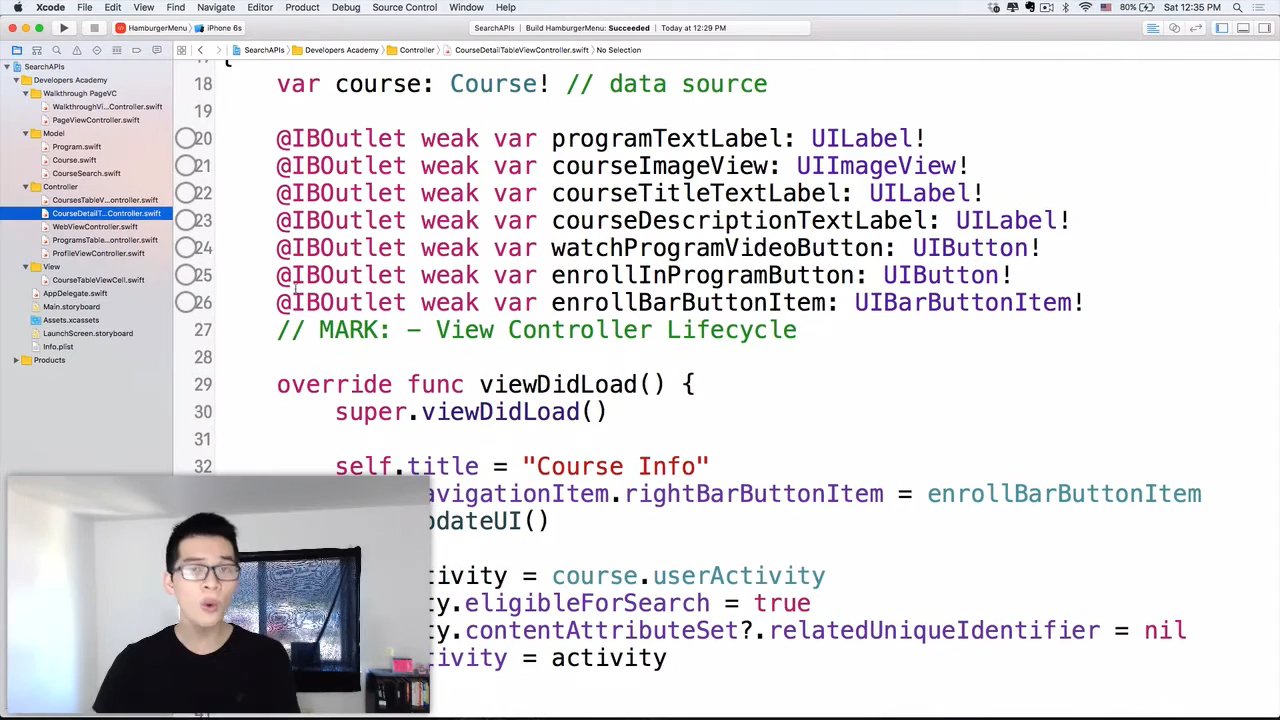 Xcode File Edit View Find Navigate Editor Product Debug Source Control Window Help 80% Sat 12:35 PM
HamburgerMenu iPhone 6s SearchAPIs Build HamburgerMenu: Succeeded Today at 12:29 PM
SearchAPIs Developers Academy Controller CourseDetailTableViewController.swift No Selection
SearchAPIs
Developers Academy
Walkthrough PageVC
WalkthroughVi...Controller.swift
PageViewController.swift
Model
Program.swift
Course.swift
CourseSearch.swift
Controller
CoursesTableV...ontroller.swift
CourseDetailT...Controller.swift
WebViewController.swift
ProgramsTable...ontroller.swift
ProfileViewController.swift
View
CourseTableViewCell.swift
AppDelegate.swift
Main.storyboard
Assets.xcassets
LaunchScreen.storyboard
Info.plist
Products
18 var course: Course! // data source
19
20 @IBOutlet weak var programTextLabel: UILabel!
21 @IBOutlet weak var courseImageView: UIImageView!
22 @IBOutlet weak var courseTitleTextLabel: UILabel!
23 @IBOutlet weak var courseDescriptionTextLabel: UILabel!
24 @IBOutlet weak var watchProgramVideoButton: UIButton!
25 @IBOutlet weak var enrollInProgramButton: UIButton!
26 @IBOutlet weak var enrollBarButtonItem: UIBarButtonItem!
27 // MARK: - View Controller Lifecycle
28
29 override func viewDidLoad() {
30 super.viewDidLoad()
31
32 self.title = "Course Info"
avigationItem.rightBarButtonItem = enrollBarButtonItem
odateUI()
tivity = course.userActivity
ty.eligibleForSearch = true
ty.contentAttributeSet?.relatedUniqueIdentifier = nil
tivity = activity